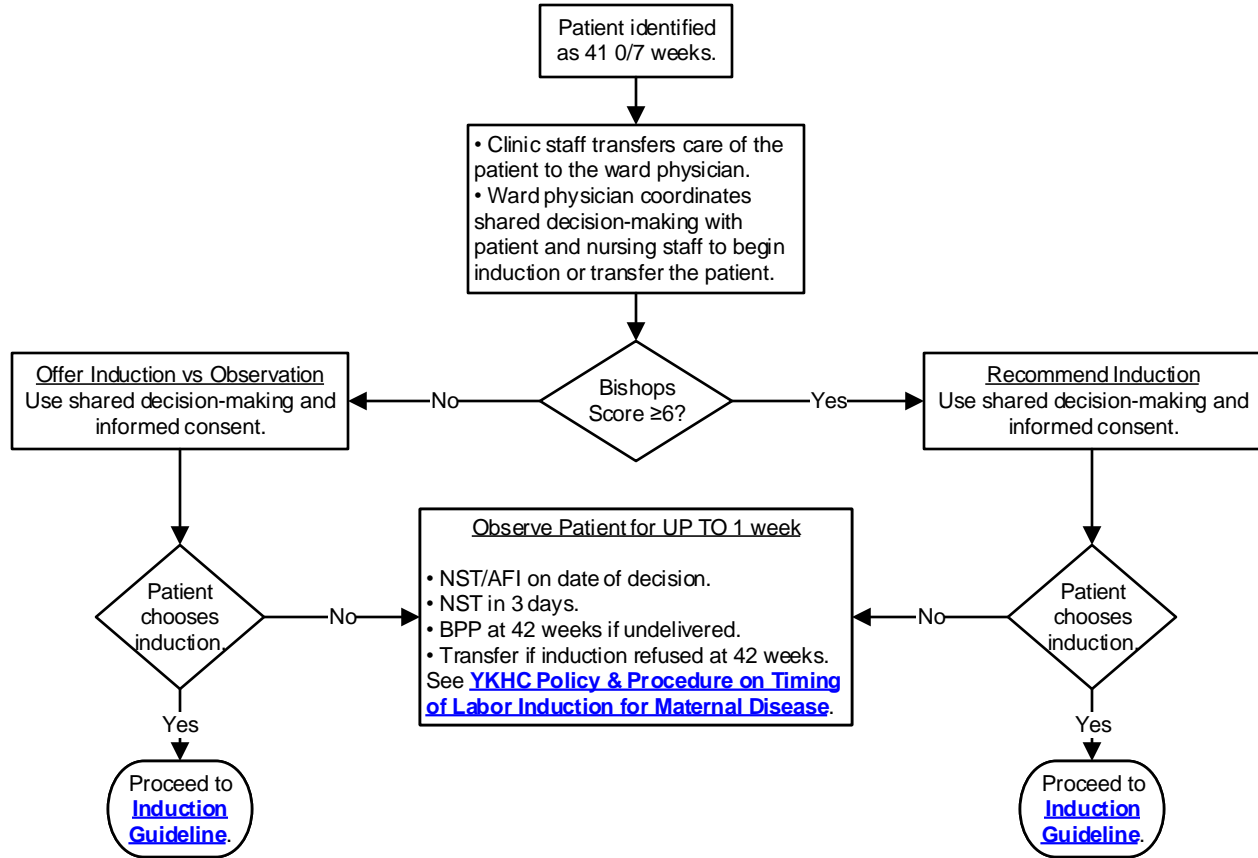 Patient identified
as 41 0/7 weeks.
• Clinic staff transfers care of the
patient to the ward physician.
• Ward physician coordinates
shared decision-making with
patient and nursing staff to begin
induction or transfer the patient.
Bishops
Score ≥6?
No
Yes
Offer Induction vs Observation
Use shared decision-making and
informed consent.
Recommend Induction
Use shared decision-making and
informed consent.
Patient
chooses
induction.
No
Observe Patient for UP TO 1 week
• NST/AFI on date of decision.
• NST in 3 days.
• BPP at 42 weeks if undelivered.
• Transfer if induction refused at 42 weeks.
See YKHC Policy & Procedure on Timing
of Labor Induction for Maternal Disease.
No
Patient
chooses
induction.
Yes
Yes
Proceed to
Induction
Guideline.
Proceed to
Induction
Guideline.